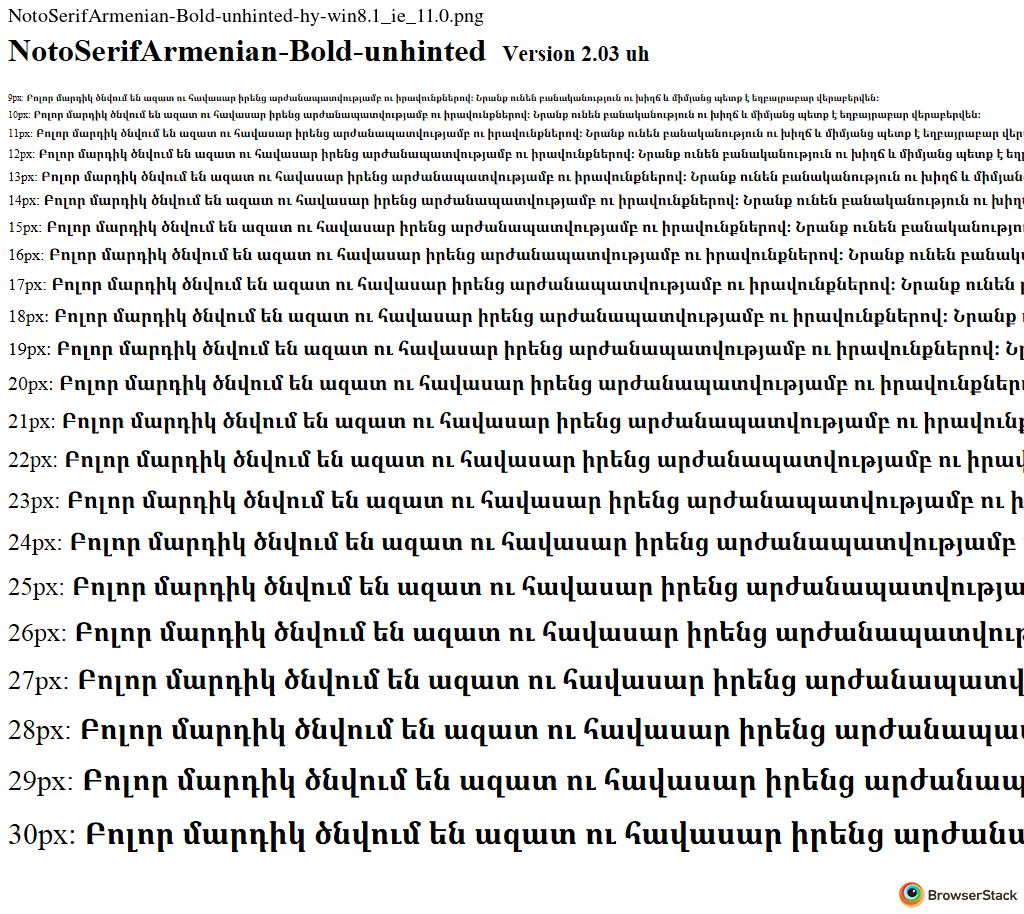 NotoSerifArmenian-Bold-unhinted-hy-win8.1_ie_11.0.png
NotoSerifArmenian-Bold-unhinted Version 2.03 uh
9px: Բոլոր մարդիկ ծնվում են ազատ ու հավասար իրենց արժանապատվությամբ ու իրավունքներով։ Նրանք ունեն բանականություն ու խիղճ և միմյանց պետք է եղբայրաբար վերաբերվեն։
10px: Բոլոր մարդիկ ծնվում են ազատ ու հավասար իրենց արժանապատվությամբ ու իրավունքներով։ Նրանք ունեն բանականություն ու խիղճ և միմյանց պետք է եղբայրաբար վերաբերվեն։
11px: Բոլոր մարդիկ ծնվում են ազատ ու հավասար իրենց արժանապատվությամբ ու իրավունքներով։ Նրանք ունեն բանականություն ու խիղճ և միմյանց պետք է եղբայրաբար վերա
12px: Բոլոր մարդիկ ծնվում են ազատ ու հավասար իրենց արժանապատվությամբ ու իրավունքներով։ Նրանք ունեն բանականություն ու խիղճ և միմյանց պետք է եղ
13px: Բոլոր մարդիկ ծնվում են ազատ ու հավասար իրենց արժանապատվությամբ ու իրավունքներով։ Նրանք ունեն բանականություն ու խիղճ և միմյան
14px: Բոլոր մարդիկ ծնվում են ազատ ու հավասար իրենց արժանապատվությամբ ու իրավունքներով։ Նրանք ունեն բանականություն ու խիղ
15px: Բոլոր մարդիկ ծնվում են ազատ ու հավասար իրենց արժանապատվությամբ ու իրավունքներով։ Նրանք ունեն բանականությո
16px: Բոլոր մարդիկ ծնվում են ազատ ու հավասար իրենց արժանապատվությամբ ու իրավունքներով։ Նրանք ունեն բանակ
17px: Բոլոր մարդիկ ծնվում են ազատ ու հավասար իրենց արժանապատվությամբ ու իրավունքներով։ Նրանք ունեն
18px: Բոլոր մարդիկ ծնվում են ազատ ու հավասար իրենց արժանապատվությամբ ու իրավունքներով։ Նրանք
19px: Բոլոր մարդիկ ծնվում են ազատ ու հավասար իրենց արժանապատվությամբ ու իրավունքներով։ Նր
20px: Բոլոր մարդիկ ծնվում են ազատ ու հավասար իրենց արժանապատվությամբ ու իրավունքներ
21px: Բոլոր մարդիկ ծնվում են ազատ ու հավասար իրենց արժանապատվությամբ ու իրավունք
22px: Բոլոր մարդիկ ծնվում են ազատ ու հավասար իրենց արժանապատվությամբ ու իրավ
23px: Բոլոր մարդիկ ծնվում են ազատ ու հավասար իրենց արժանապատվությամբ ու ի
24px: Բոլոր մարդիկ ծնվում են ազատ ու հավասար իրենց արժանապատվությամբ
25px: Բոլոր մարդիկ ծնվում են ազատ ու հավասար իրենց արժանապատվությա
26px: Բոլոր մարդիկ ծնվում են ազատ ու հավասար իրենց արժանապատվութ
27px: Բոլոր մարդիկ ծնվում են ազատ ու հավասար իրենց արժանապատվ
28px: Բոլոր մարդիկ ծնվում են ազատ ու հավասար իրենց արժանապատ
29px: Բոլոր մարդիկ ծնվում են ազատ ու հավասար իրենց արժանապ
30px: Բոլոր մարդիկ ծնվում են ազատ ու հավասար իրենց արժանա
BrowserStack